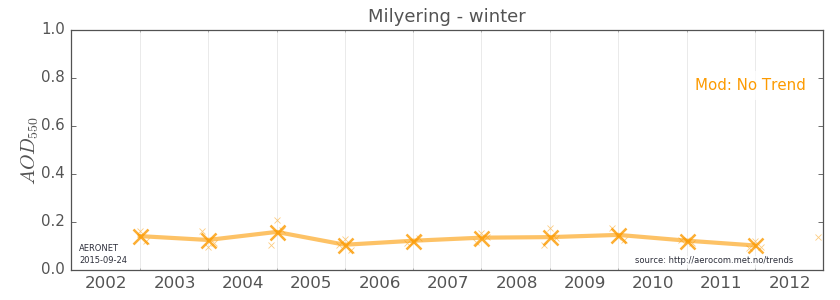 Milyering - winter
1.0
0.8
0.6
0.4
0.2
0.0
AOD550
Mod: No Trend
AERONET
2015-09-24
source: http://aerocom.met.no/trends
2002 2003 2004 2005 2006 2007 2008 2009 2010 2011 2012